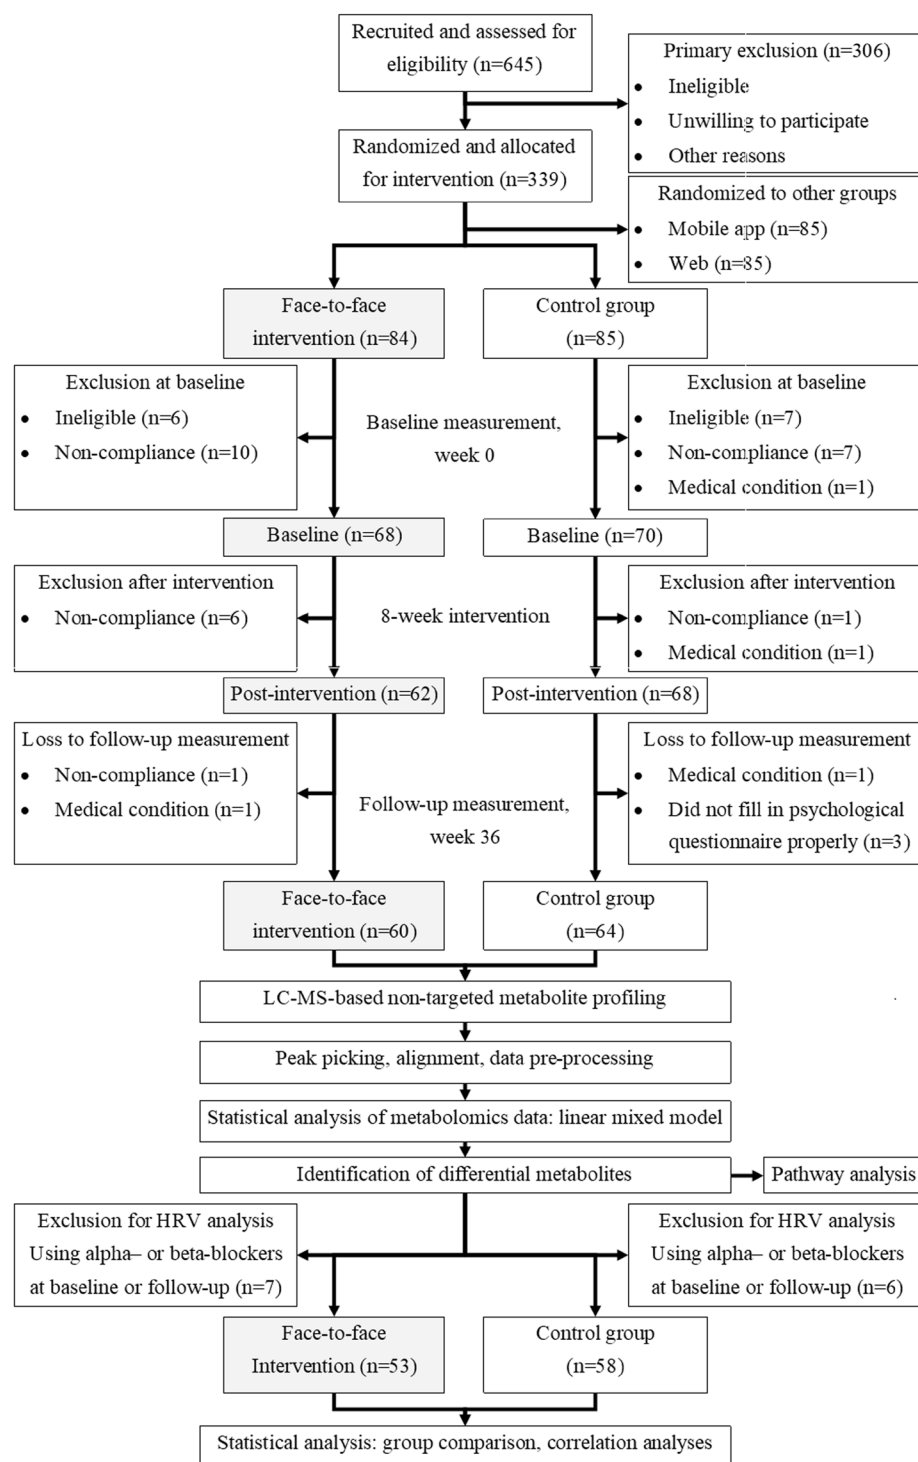 Recruited and assessed for
eligibility (n=645)
Primary exclusion (n=306)
• Ineligible
• Unwilling to participate
• Other reasons
Randomized and allocated
for intervention (n=339)
Randomized to other groups
• Mobile app (n=85)
• Web (n=85)
Face-to-face
intervention (n=84)
Control group
(n=85)
Exclusion at baseline
• Ineligible (n=6)
• Non-compliance (n=10)
Baseline measurement,
week 0
Exclusion at baseline
• Ineligible (n=7)
• Non-compliance (n=7)
• Medical condition (n=1)
Baseline (n=68)
Baseline (n=70)
Exclusion after intervention
• Non-compliance (n=6)
8-week intervention
Exclusion after intervention
• Non-compliance (n=1)
• Medical condition (n=1)
Post-intervention (n=62)
Post-intervention (n=68)
Loss to follow-up measurement
• Non-compliance (n=1)
• Medical condition (n=1)
Follow-up measurement,
week 36
Loss to follow-up measurement
• Medical condition (n=1)
• Did not fill in psychological
questionnaire properly (n=3)
Face-to-face
intervention (n=60)
Control group
(n=64)
LC-MS-based non-targeted metabolite profiling
Peak picking, alignment, data pre-processing
Statistical analysis of metabolomics data: linear mixed model
Identification of differential metabolites
Pathway analysis
Exclusion for HRV analysis
Using alpha– or beta-blockers
at baseline or follow-up (n=7)
Exclusion for HRV analysis
Using alpha– or beta-blockers
at baseline or follow-up (n=6)
Face-to-face
Intervention (n=53)
Control group
(n=58)
Statistical analysis: group comparison, correlation analyses